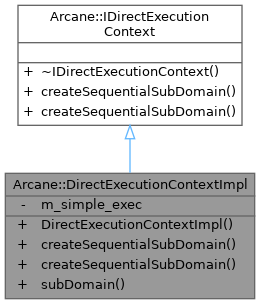 Arcane::IDirectExecution
Context
+ ~IDirectExecutionContext()
+ createSequentialSubDomain()
+ createSequentialSubDomain()
Arcane::DirectExecutionContextImpl
- m_simple_exec
+ DirectExecutionContextImpl()
+ createSequentialSubDomain()
+ createSequentialSubDomain()
+ subDomain()